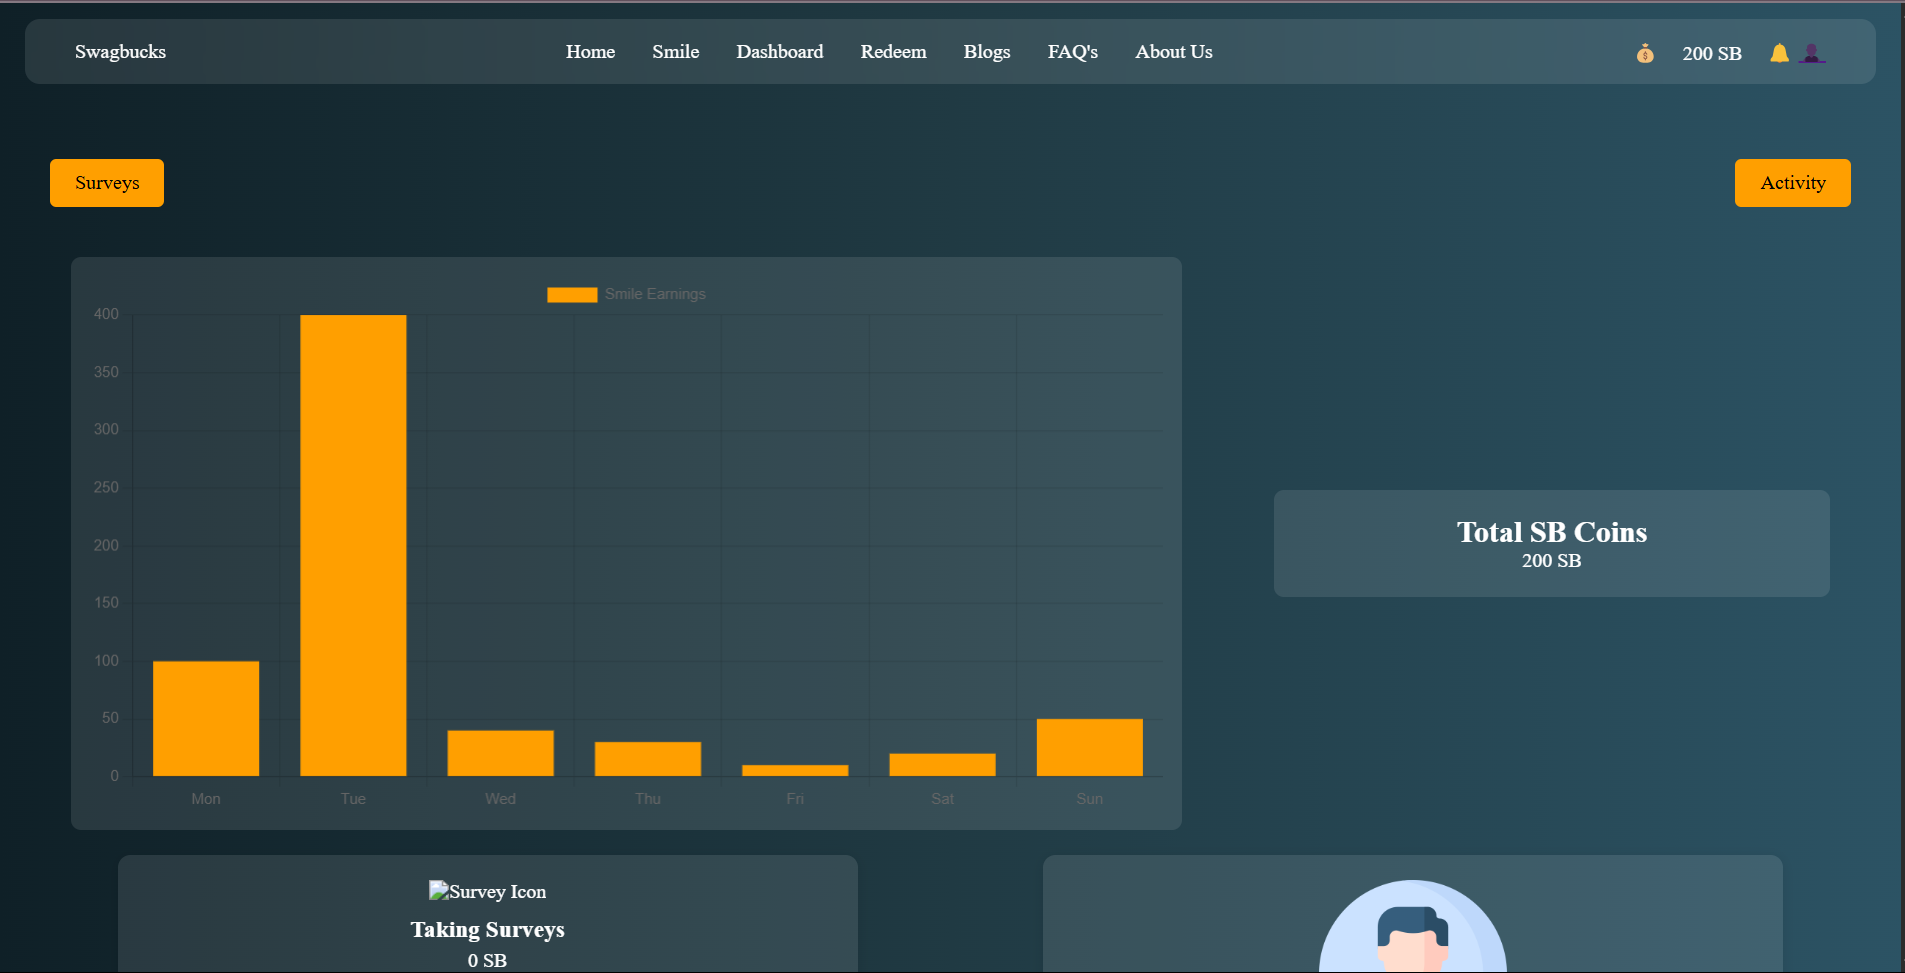 Swagbucks
Home Smile Dashboard Redeem Blogs FAQ's About Us
200 SB
Surveys
Activity
Smile Earnings
400
350
300
250
200
150
100
50
0
Mon Tue Wed Thu Fri Sat Sun
Total SB Coins
200 SB
Survey Icon
Taking Surveys
0 SB